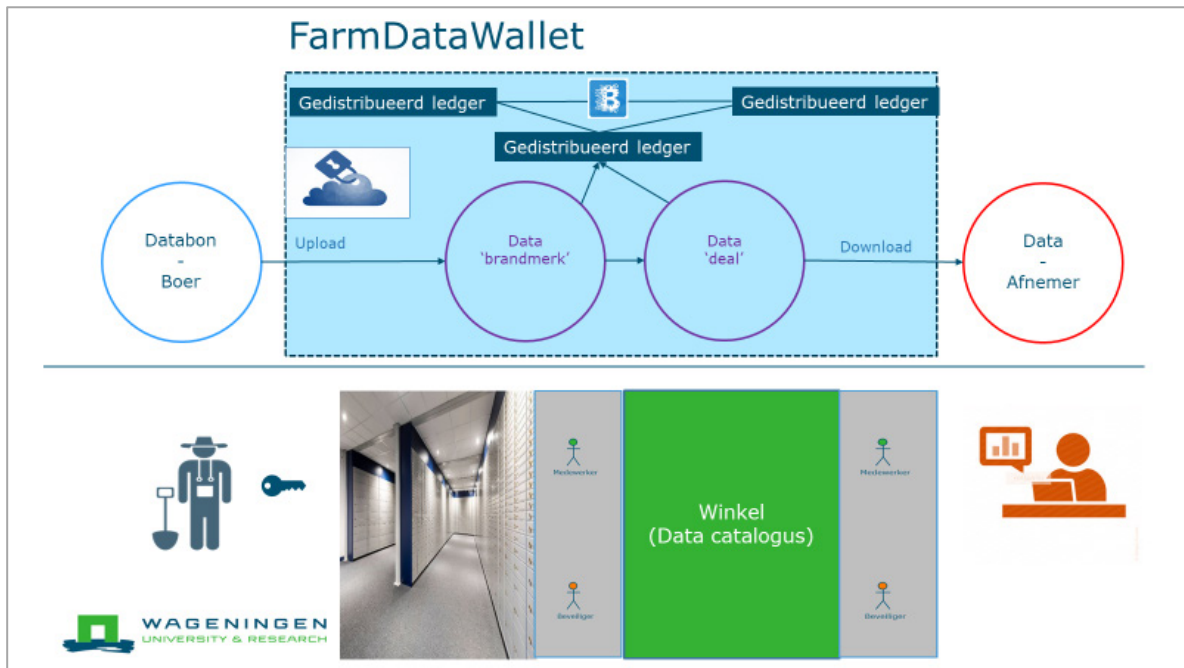 FarmDataWallet
Gedistribueerd ledger
Gedistribueerd ledger
Gedistribueerd ledger
Databon
-
Boer
Upload
Data
‘brandmerk’
Data
‘deal’
Download
Data
-
Afnemer
Medewerker
Medewerker
Winkel
(Data catalogus)
Beveiliger
Beveiliger
WAGENINGEN
UNIVERSITY & RESEARCH